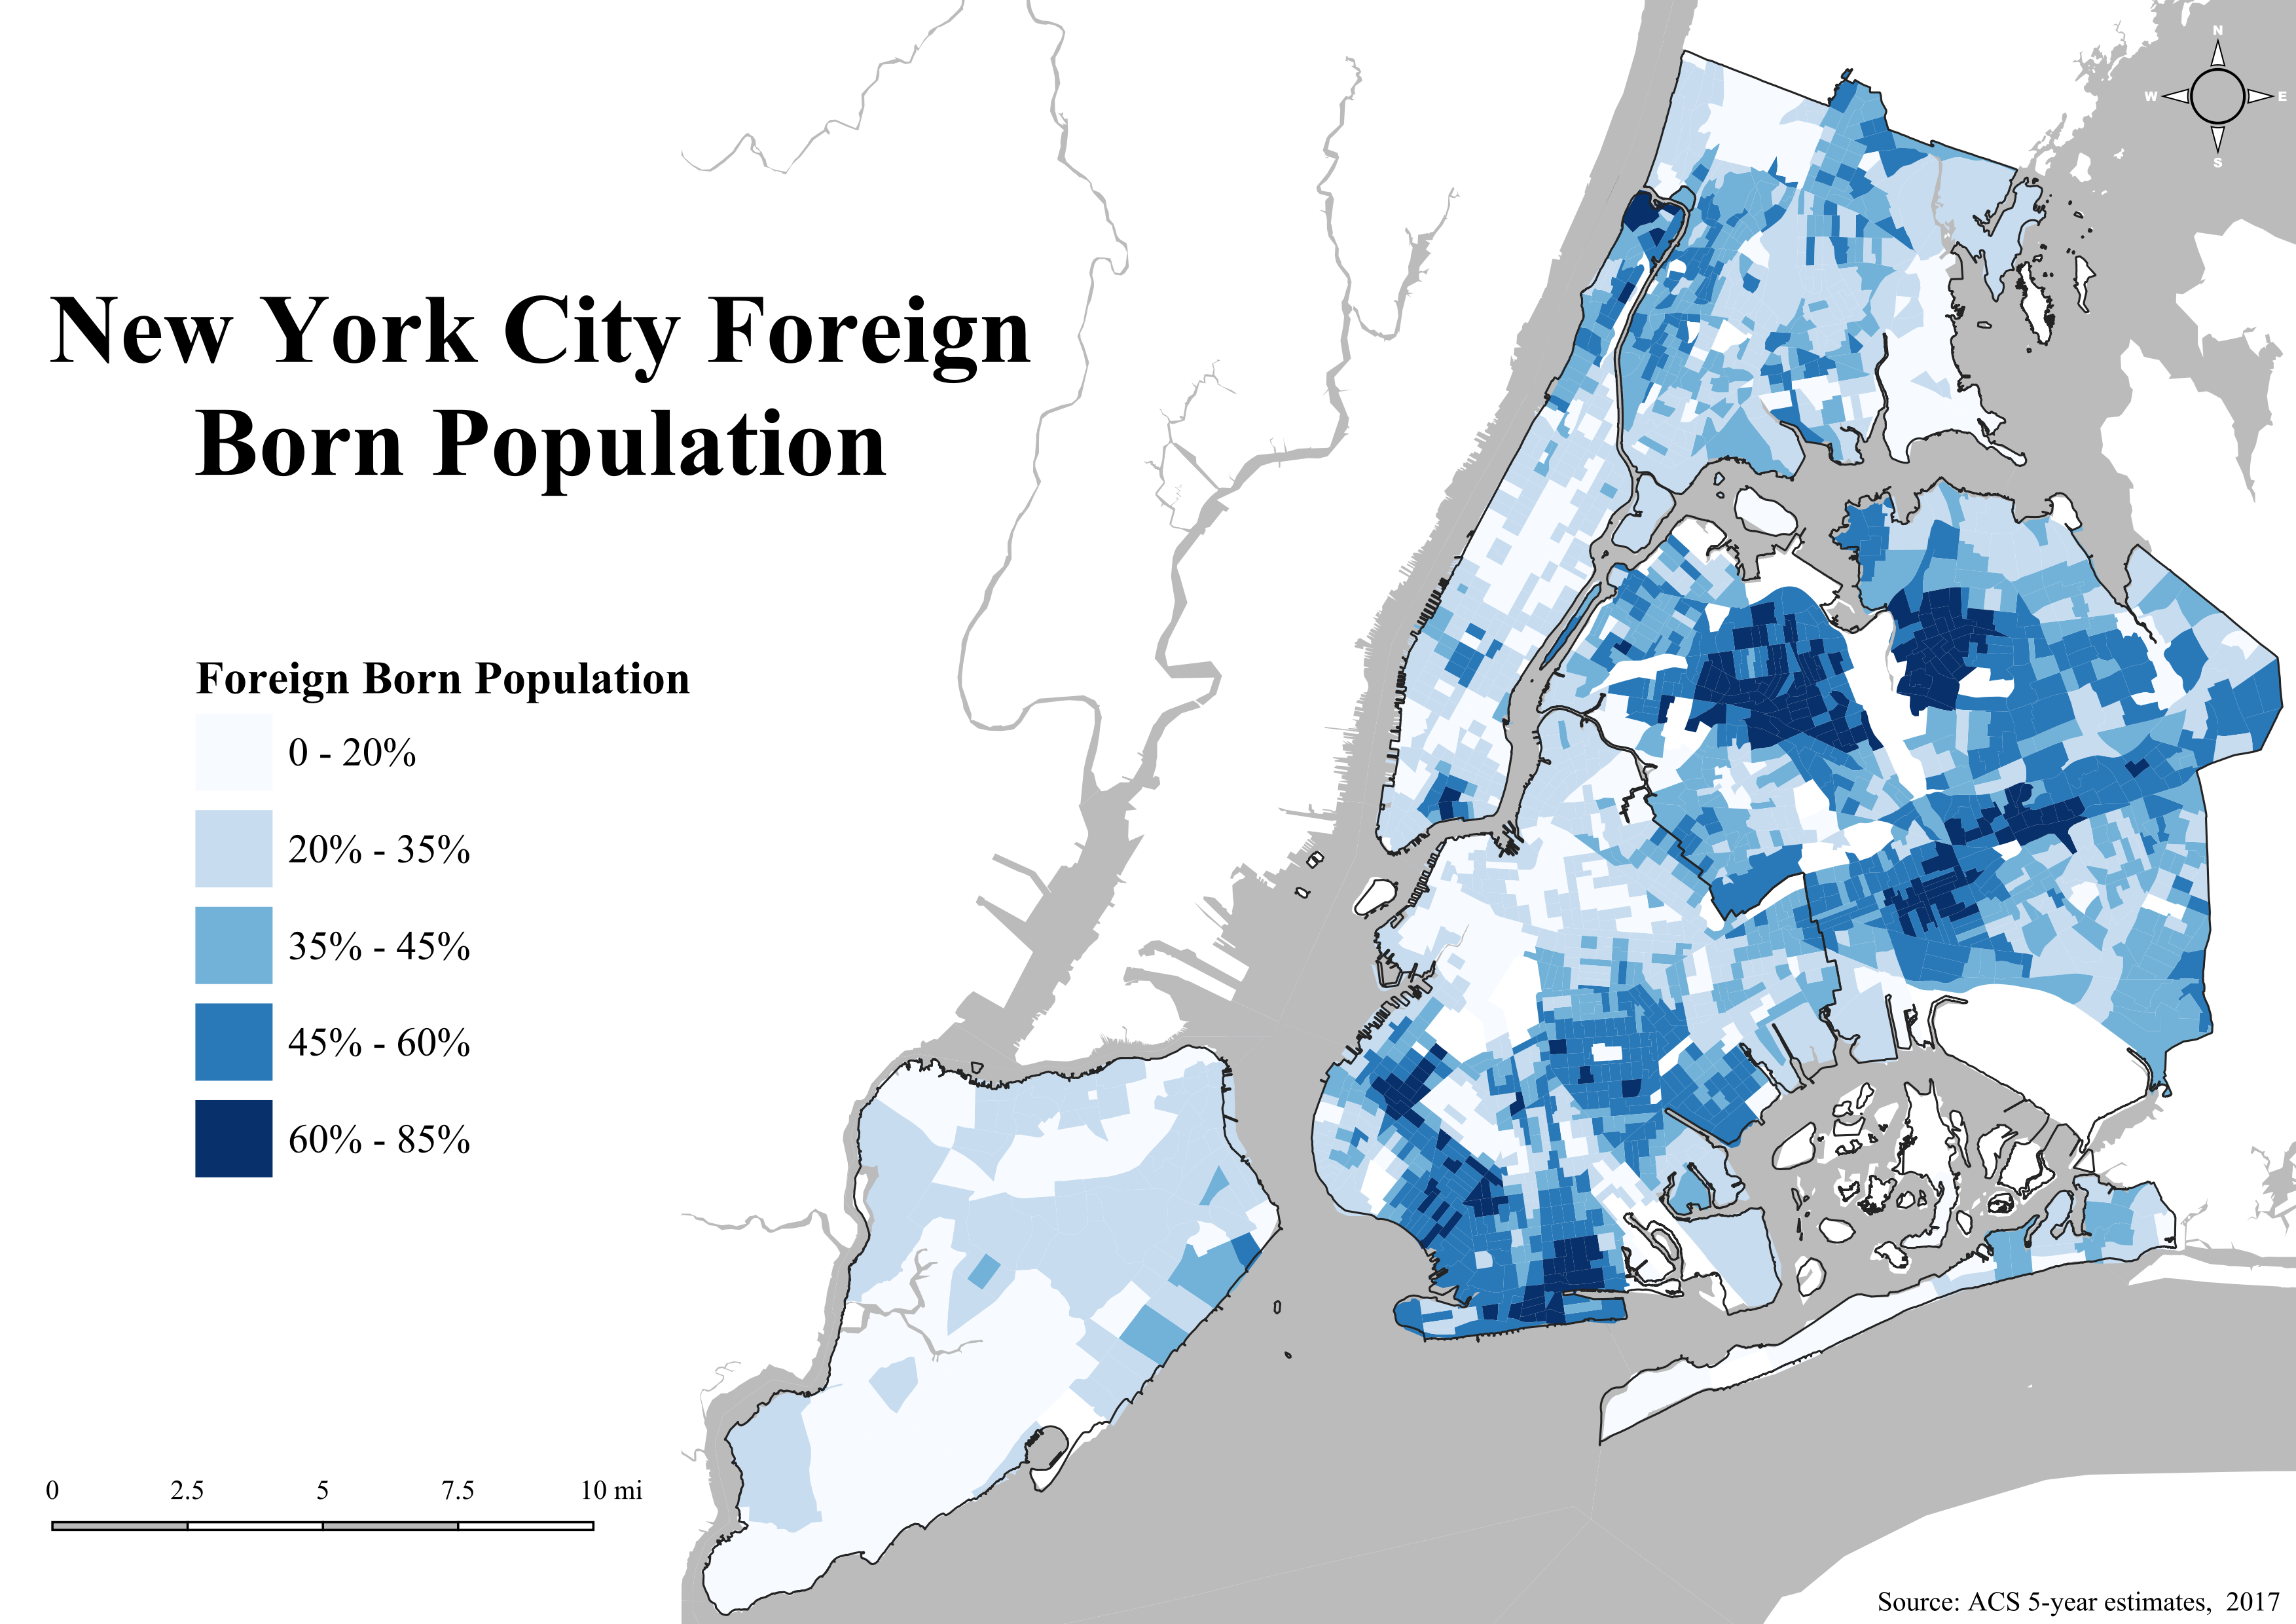 New York City Foreign
Born Population
Foreign Born Population
0 - 20%
20% - 35%
35% - 45%
45% - 60%
60% - 85%
0 2.5 5 7.5 10 mi
N
W E
S
Source: ACS 5-year estimates, 2017